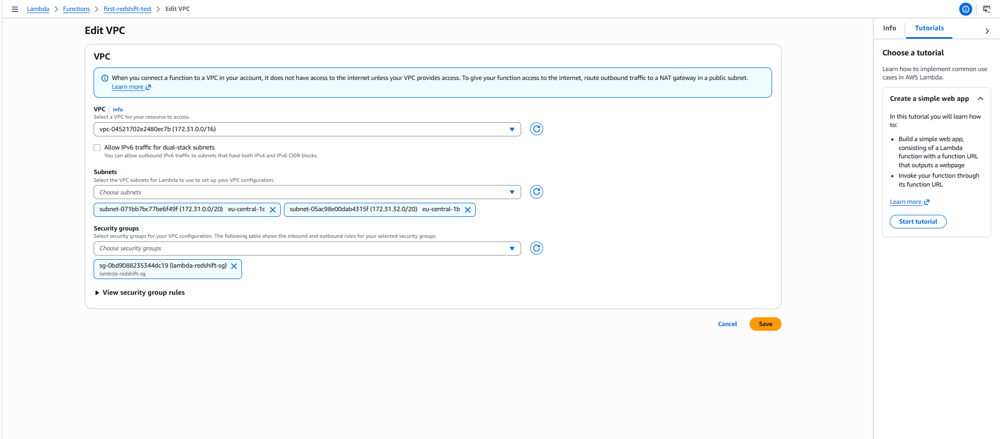 Lambda > Functions > first-redshift-test > Edit VPC
Edit VPC
VPC
When you connect a function to a VPC in your account, it does not have access to the internet unless your VPC provides access. To give your function access to the internet, route outbound traffic to a NAT gateway in a public subnet.
Learn more
VPC Info
Select a VPC for your resource to access.
vpc-04521702e2480ec7b (172.31.0.0/16)
Allow IPv6 traffic for dual-stack subnets
You can allow outbound IPv6 traffic to subnets that have both IPv4 and IPv6 CIDR blocks.
Subnets
Select the VPC subnets for Lambda to use to set up your VPC configuration.
Choose subnets
subnet-071bb7bc77be6f49f (172.31.0.0/20) eu-central-1c
subnet-05ac98e00dab4315f (172.31.32.0/20) eu-central-1b
Security groups
Select security groups for your VPC configuration. The following table shows the inbound and outbound rules for your selected security groups.
Choose security groups
sg-0bd9088235344dc19 (lambda-redshift-sg)
lambda-redshift-sg
View security group rules
Cancel
Save
Info
Tutorials
Choose a tutorial
Learn how to implement common use
cases in AWS Lambda.
Create a simple web app
In this tutorial you will learn how
to:
• Build a simple web app,
consisting of a Lambda
function with a function URL
that outputs a webpage
• Invoke your function through
its function URL
Learn more
Start tutorial